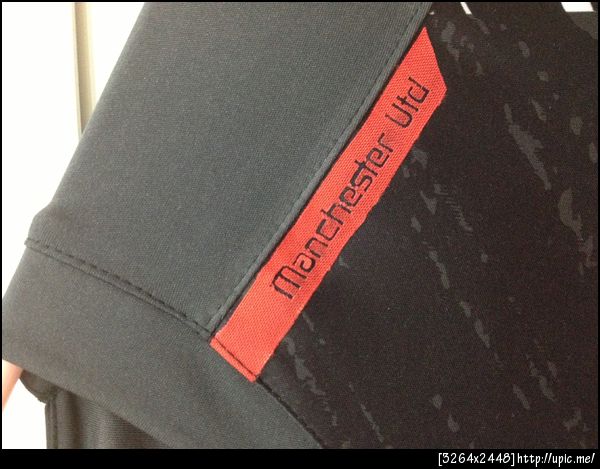 Manchester Utd
[3264x2448]http://upic.me/